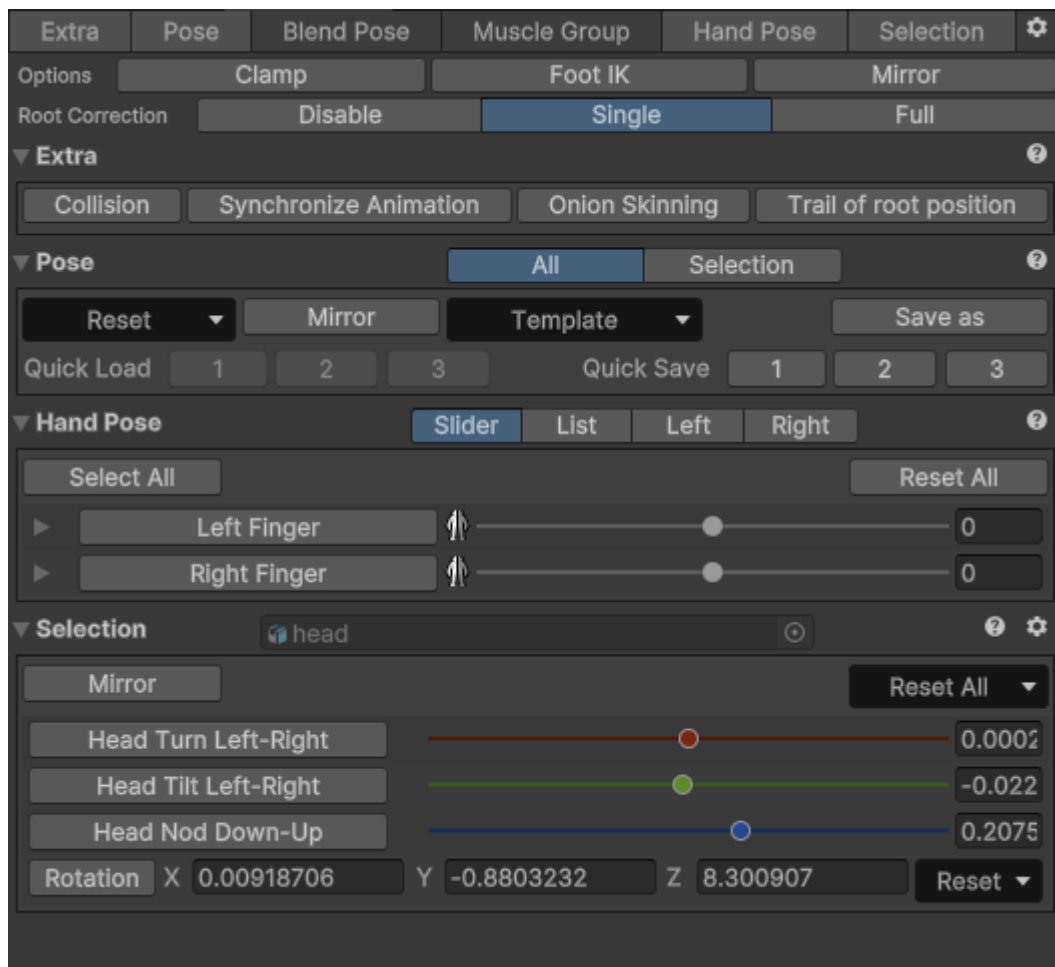 Extra Pose Blend Pose Muscle Group Hand Pose Selection
Options Clamp Foot IK Mirror
Root Correction Disable Single Full
Extra
Collision Synchronize Animation Onion Skinning Trail of root position
Pose All Selection
Reset Mirror Template Save as
Quick Load 1 2 3 Quick Save 1 2 3
Hand Pose Slider List Left Right
Select All Reset All
Left Finger 0
Right Finger 0
Selection head
Mirror Reset All
Head Turn Left-Right 0.0002
Head Tilt Left-Right -0.022
Head Nod Down-Up 0.2075
Rotation X 0.00918706 Y -0.8803232 Z 8.300907 Reset